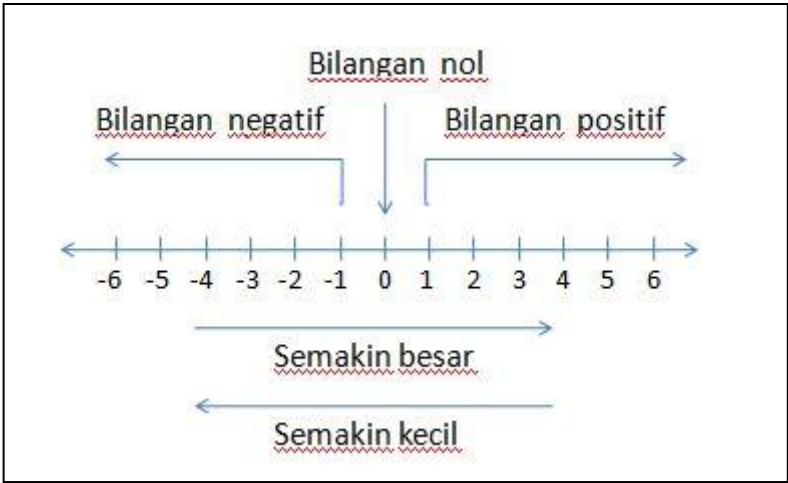 Bilangan nol
Bilangan negatif Bilangan positif
-6 -5 -4 -3 -2 -1 0 1 2 3 4 5 6
Semakin besar
Semakin kecil